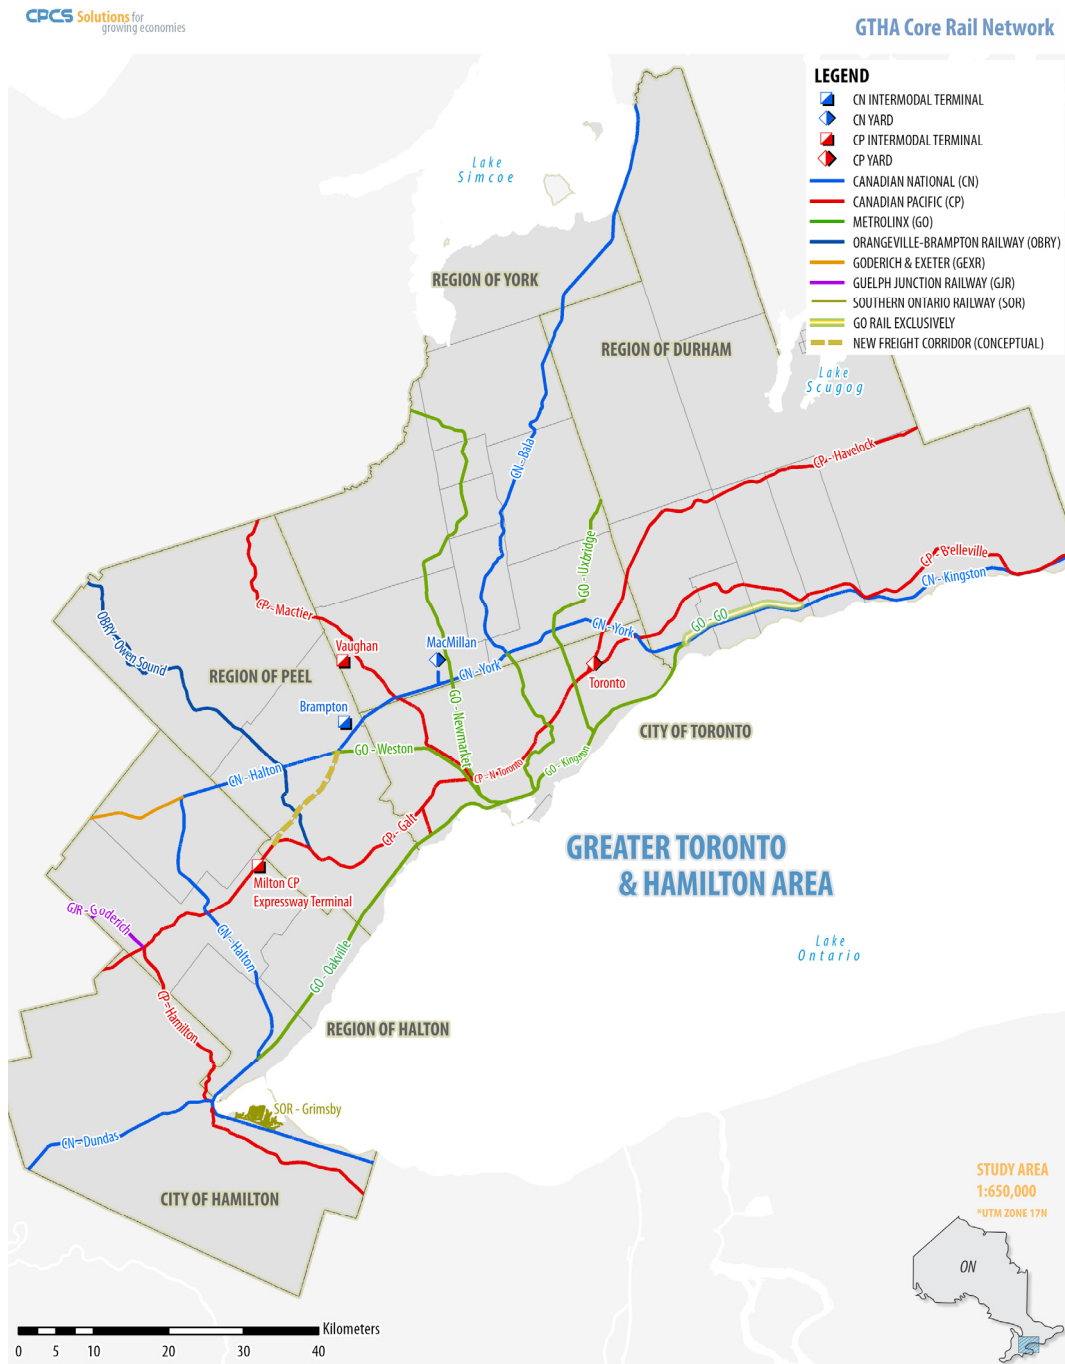 CPCS Solutions for
growing economies
GTHA Core Rail Network
LEGEND
CN INTERMODAL TERMINAL
CN YARD
CP INTERMODAL TERMINAL
CP YARD
CANADIAN NATIONAL (CN)
CANADIAN PACIFIC (CP)
METROLINX (GO)
ORANGEVILLE-BRAMPTON RAILWAY (OBRY)
GODERICH & EXETER (GEXR)
GUELPH JUNCTION RAILWAY (GJR)
SOUTHERN ONTARIO RAILWAY (SOR)
GO RAIL EXCLUSIVELY
NEW FREIGHT CORRIDOR (CONCEPTUAL)
Lake
Simcoe
REGION OF YORK
REGION OF DURHAM
Lake
Scugog
CN - Bala
CP - Havelock
GO - Uxbridge
CP - Belleville
CN - Kingston
CP - Mactier
OBRY - Owen Sound
GO - GO
CN - York
Vaughan
MacMillan
CN - York
REGION OF PEEL
Toronto
Brampton
GO - Newmarket
CITY OF TORONTO
GO - Weston
CP - N. Toronto
GO - Kingston
CN - Halton
CP - Galt
GREATER TORONTO
& HAMILTON AREA
Milton CP
Expressway Terminal
GJR - Goderich
CN - Halton
GO - Oakville
Lake
Ontario
CP - Hamilton
REGION OF HALTON
SOR - Grimsby
CN - Dundas
CITY OF HAMILTON
STUDY AREA
1:650,000
*UTM ZONE 17N
ON
Kilometers
0 5 10 20 30 40